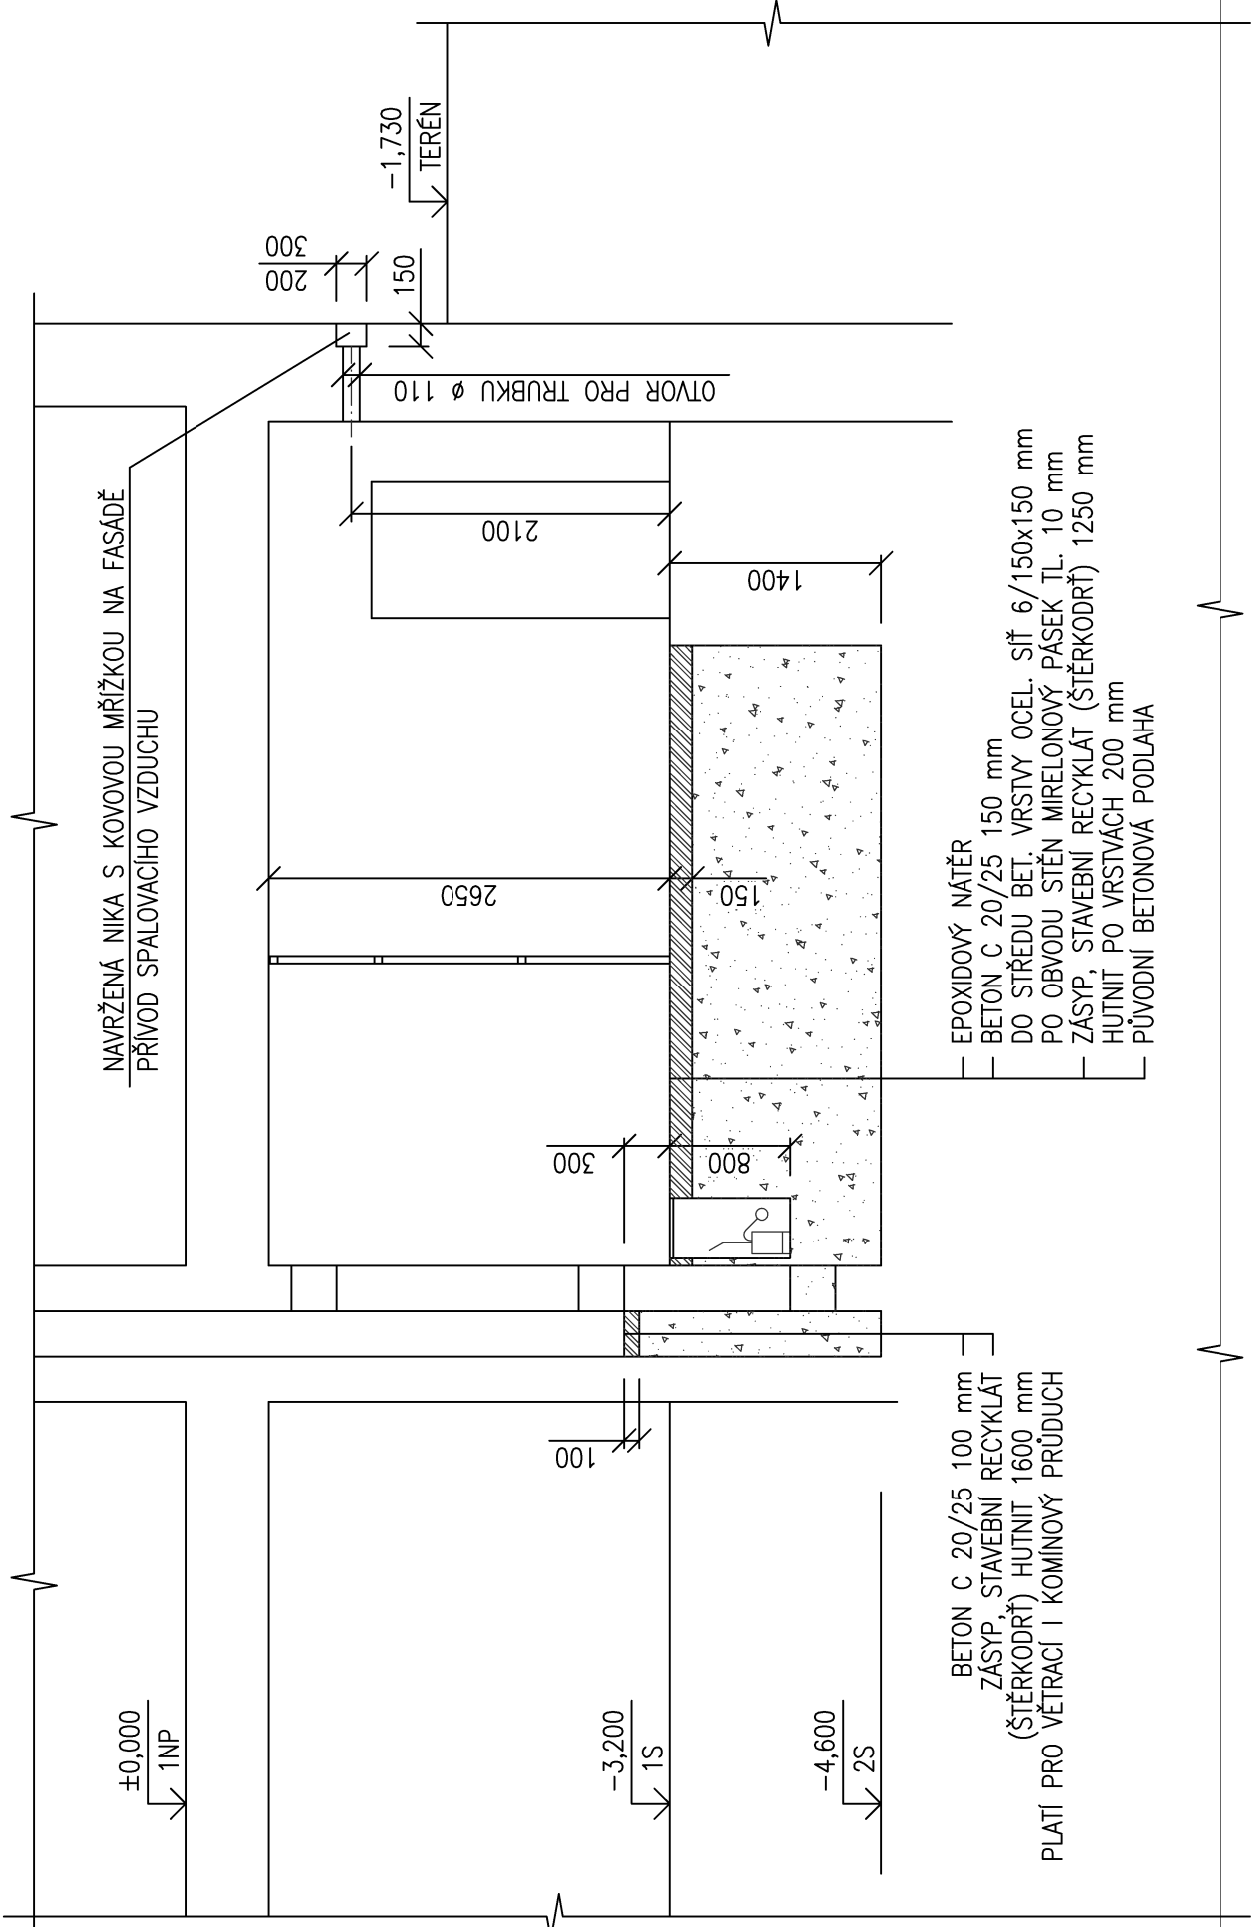 NAVRŽENÁ NIKA S KOVOVOU MŘÍŽKOU NA FASÁDĚ
PŘÍVOD SPALOVACÍHO VZDUCHU
300
200
150
-1,730
TERÉN
OTVOR PRO TRUBKU ø 110
2100
1400
2650
150
300
800
100
±0,000
1NP
-3,200
1S
-4,600
2S
EPOXIDOVÝ NÁTĚR
BETON C 20/25 150 mm
DO STŘEDU BET. VRSTVY OCEL. SÍŤ 6/150x150 mm
PO OBVODU STĚN MIRELONOVÝ PÁSEK TL. 10 mm
ZÁSYP, STAVEBNÍ RECYKLÁT (ŠTĚRKODRŤ) 1250 mm
HUTNIT PO VRSTVÁCH 200 mm
PŮVODNÍ BETONOVÁ PODLAHA
BETON C 20/25 100 mm
ZÁSYP, STAVEBNÍ RECYKLÁT
(ŠTĚRKODRŤ) HUTNIT 1600 mm
PLATÍ PRO VĚTRACÍ I KOMÍNOVÝ PRŮDUCH